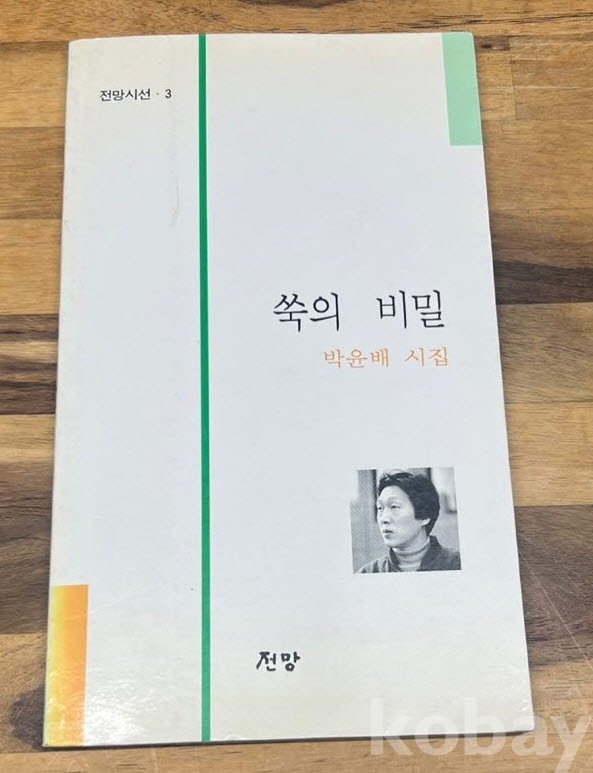 전망시선 · 3
쑥의 비밀
박윤배 시집
전망
kobay